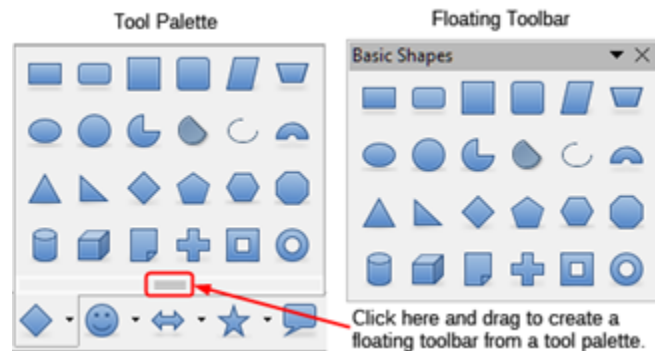 Tool Palette
Floating Toolbar
Basic Shapes
Click here and drag to create a
floating toolbar from a tool palette.